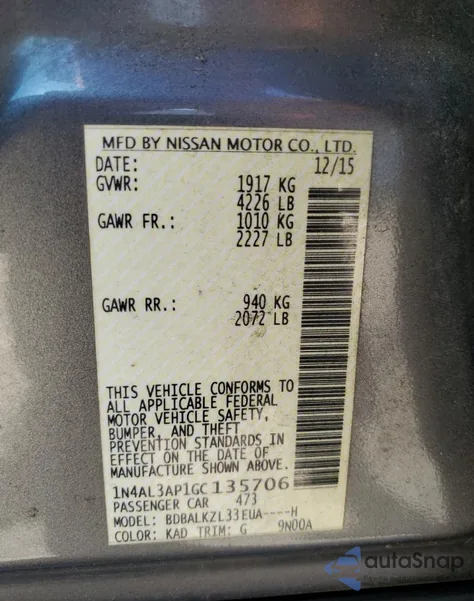 MFD BY NISSAN MOTOR CO., LTD.
DATE: 12/15
GVWR: 1917 KG
4226 LB
GAWR FR.: 1010 KG
2227 LB
GAWR RR.: 940 KG
2072 LB
THIS VEHICLE CONFORMS TO
ALL APPLICABLE FEDERAL
MOTOR VEHICLE SAFETY,
BUMPER, AND THEFT
PREVENTION STANDARDS IN
EFFECT ON THE DATE OF
MANUFACTURE SHOWN ABOVE.
1N4AL3AP1GC135706
PASSENGER CAR 473
MODEL: BDBALKZL33EUA----H
COLOR: KAD TRIM: G 9N00A
autoSnap